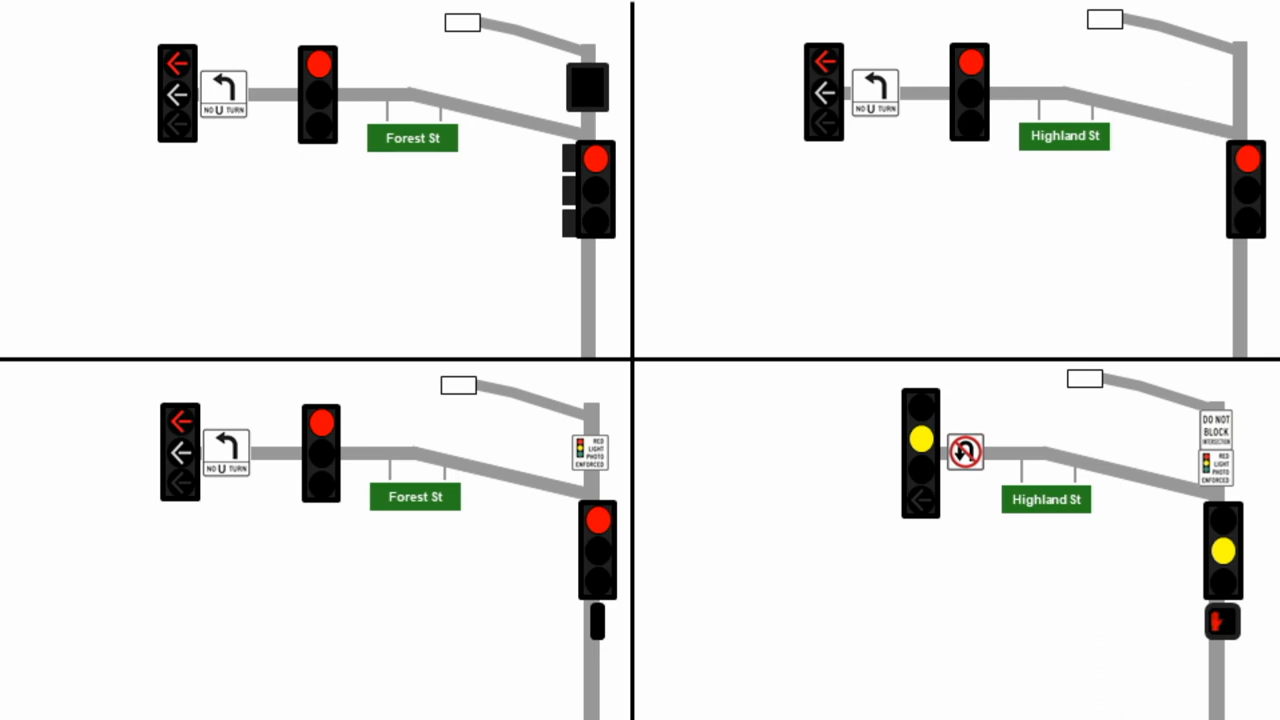 NO U TURN
Forest St
NO U TURN
Highland St
NO U TURN
Forest St
RED
LIGHT
PHOTO
ENFORCED
Highland St
DO NOT
BLOCK
INTERSECTION
RED
LIGHT
PHOTO
ENFORCED